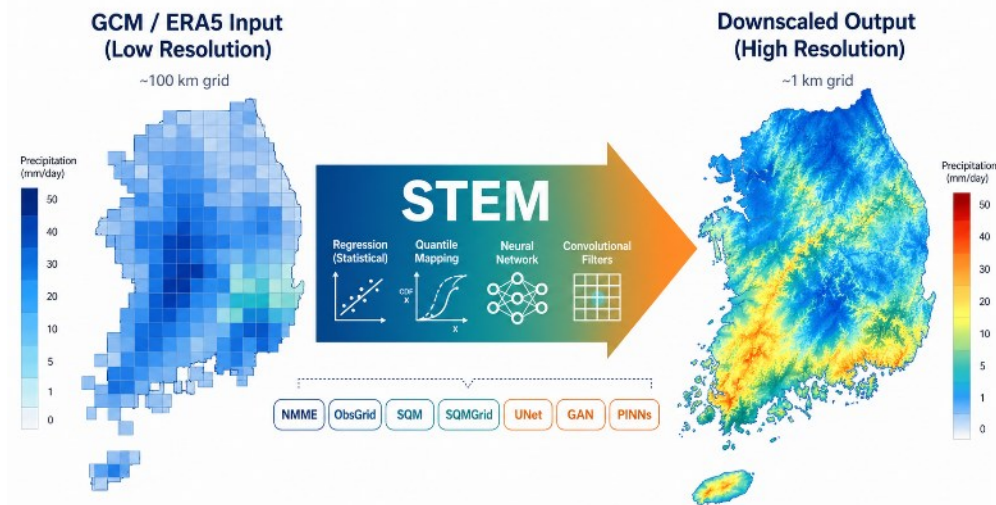 GCM / ERA5 Input
(Low Resolution)
~100 km grid
Precipitation
(mm/day)
50
40
30
20
10
5
1
0
STEM
Regression
(Statistical)
Quantile
Mapping
Neural
Network
Convolutional
Filters
CDF
X
X
NMME
ObsGrid
SQM
SQMGrid
UNet
GAN
PINNs
Downscaled Output
(High Resolution)
~1 km grid
Precipitation
(mm/day)
50
40
30
20
10
5
1
0